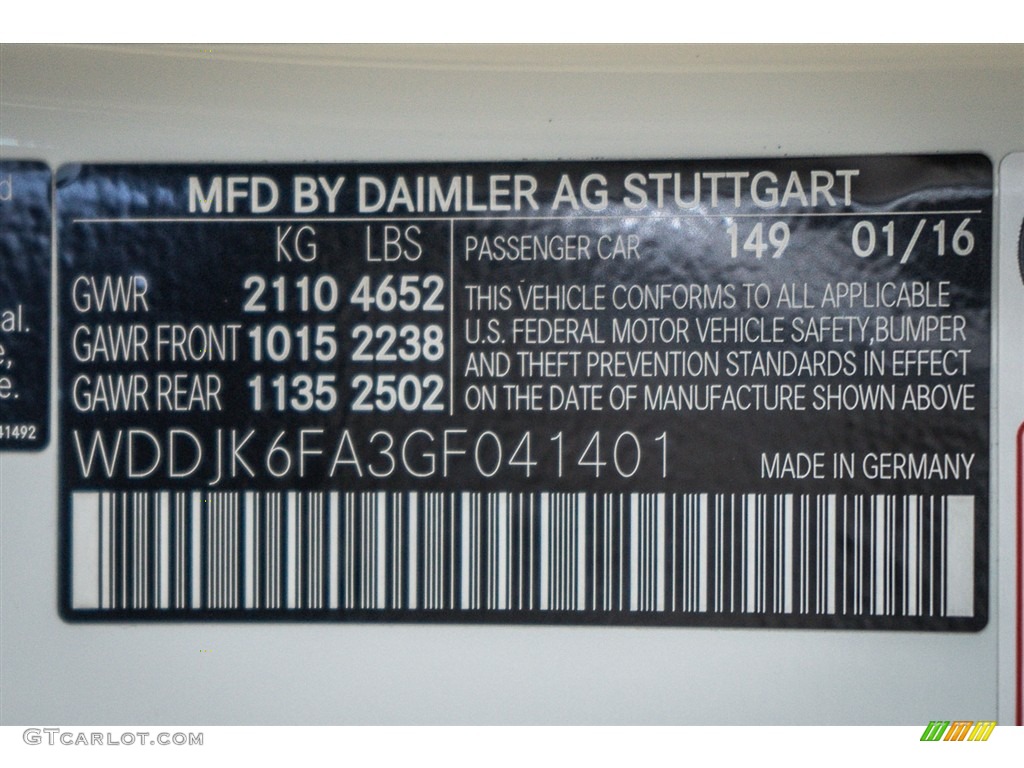 MFD BY DAIMLER AG STUTTGART
KG LBS
GVWR 2110 4652
GAWR FRONT 1015 2238
GAWR REAR 1135 2502
PASSENGER CAR 149 01/16
THIS VEHICLE CONFORMS TO ALL APPLICABLE
U.S. FEDERAL MOTOR VEHICLE SAFETY,BUMPER
AND THEFT PREVENTION STANDARDS IN EFFECT
ON THE DATE OF MANUFACTURE SHOWN ABOVE
WDDJK6FA3GF041401
MADE IN GERMANY
GTCARLOT.COM